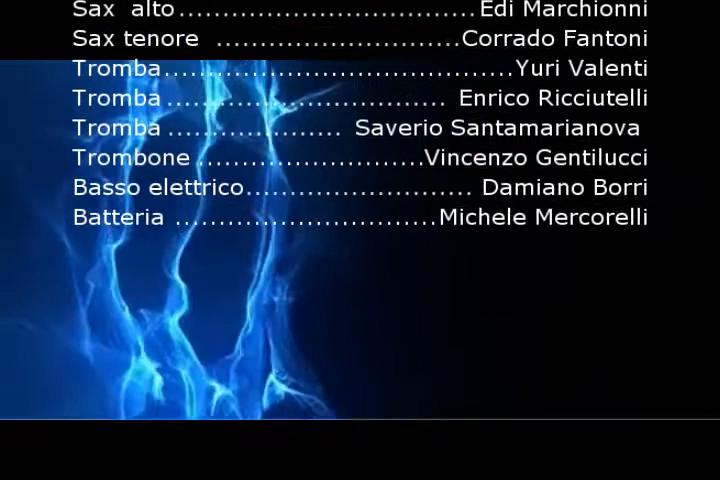 Sax alto..................................Edi Marchionni
Sax tenore ............................Corrado Fantoni
Tromba........................................Yuri Valenti
Tromba ................................ Enrico Ricciutelli
Tromba .................... Saverio Santamarianova
Trombone ..........................Vincenzo Gentilucci
Basso elettrico.......................... Damiano Borri
Batteria ..............................Michele Mercorelli